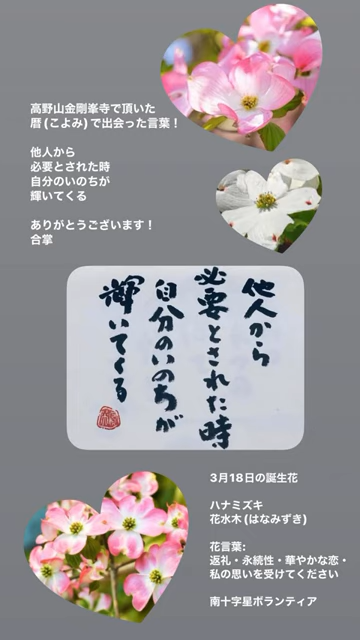 高野山金剛峯寺で頂いた
暦(こよみ)で出会った言葉！
他人から
必要とされた時
自分のいのちが
輝いてくる
ありがとうございます！
合掌
他人から
必要とされた時
自分のいのちが
輝いてくる
3月18日の誕生花
ハナミズキ
花水木(はなみずき)
花言葉:
返礼・永続性・華やかな恋・
私の思いを受けてください
南十字星ボランティア